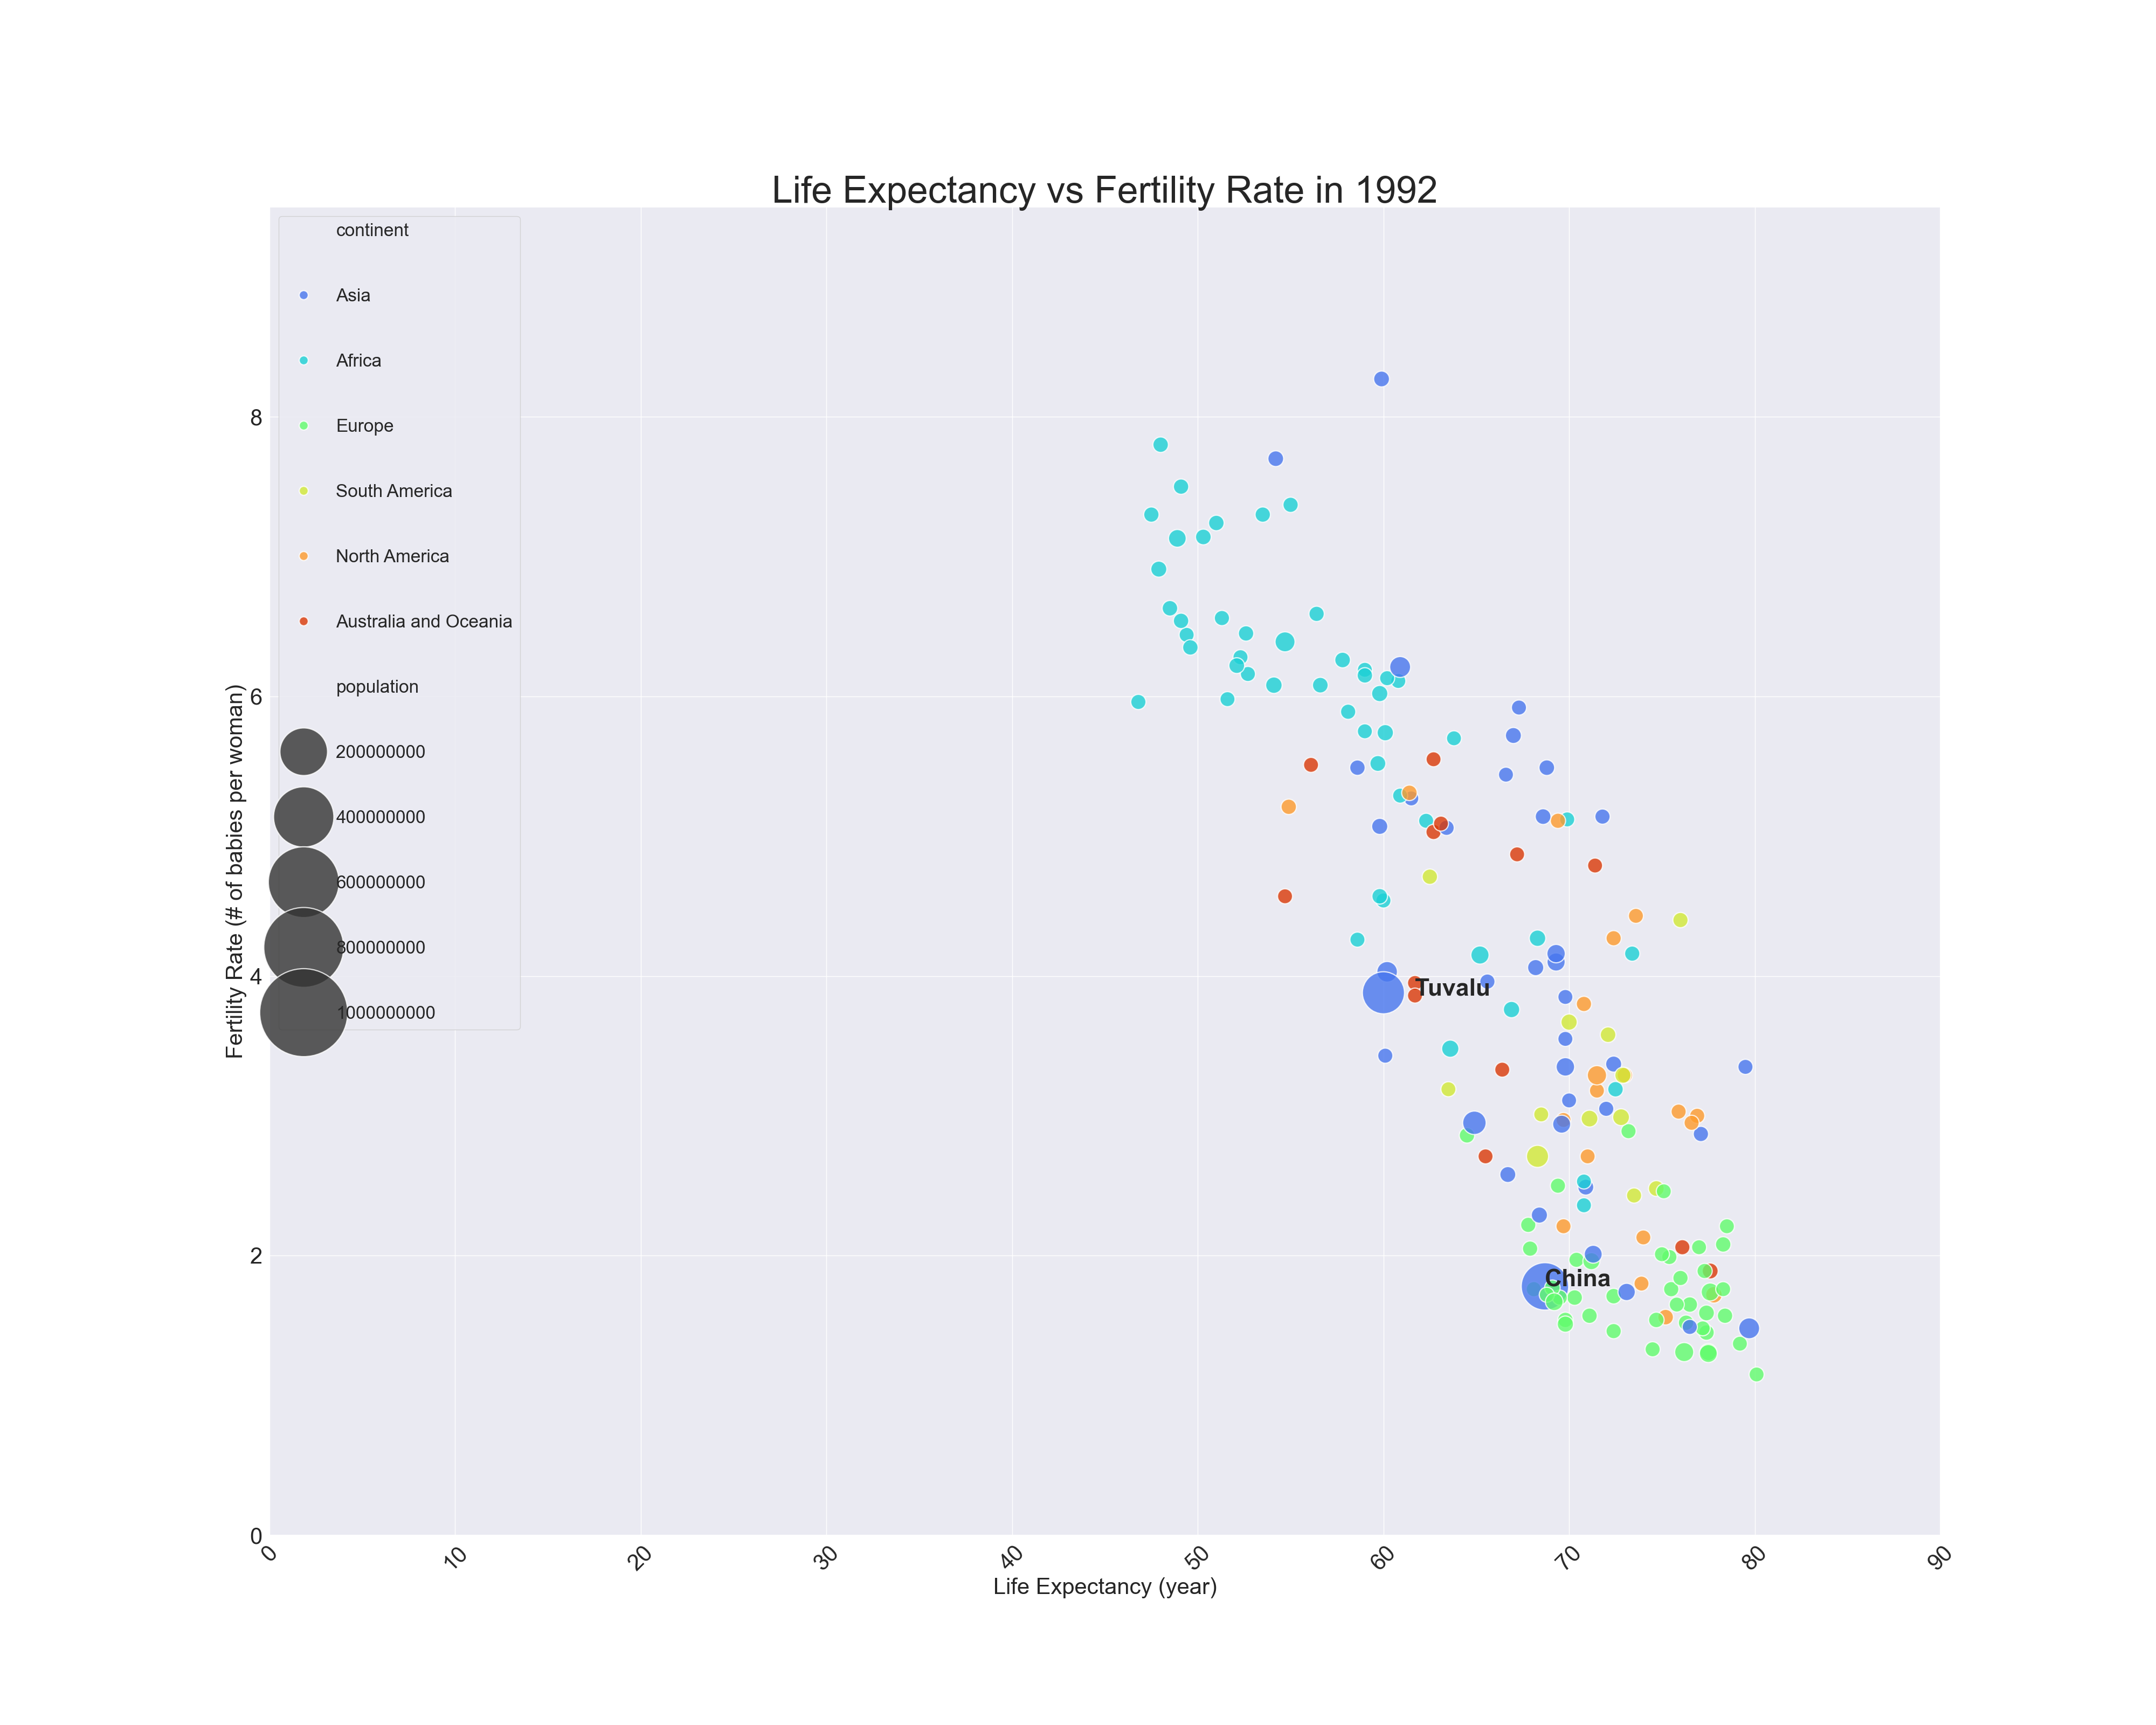 Life Expectancy vs Fertility Rate in 1992
continent
Asia
Africa
Europe
South America
North America
Australia and Oceania
population
200000000
400000000
600000000
800000000
1000000000
Fertility Rate (# of babies per woman)
8
6
4
2
0
Tuvalu
China
0 10 20 30 40 50 60 70 80 90
Life Expectancy (year)